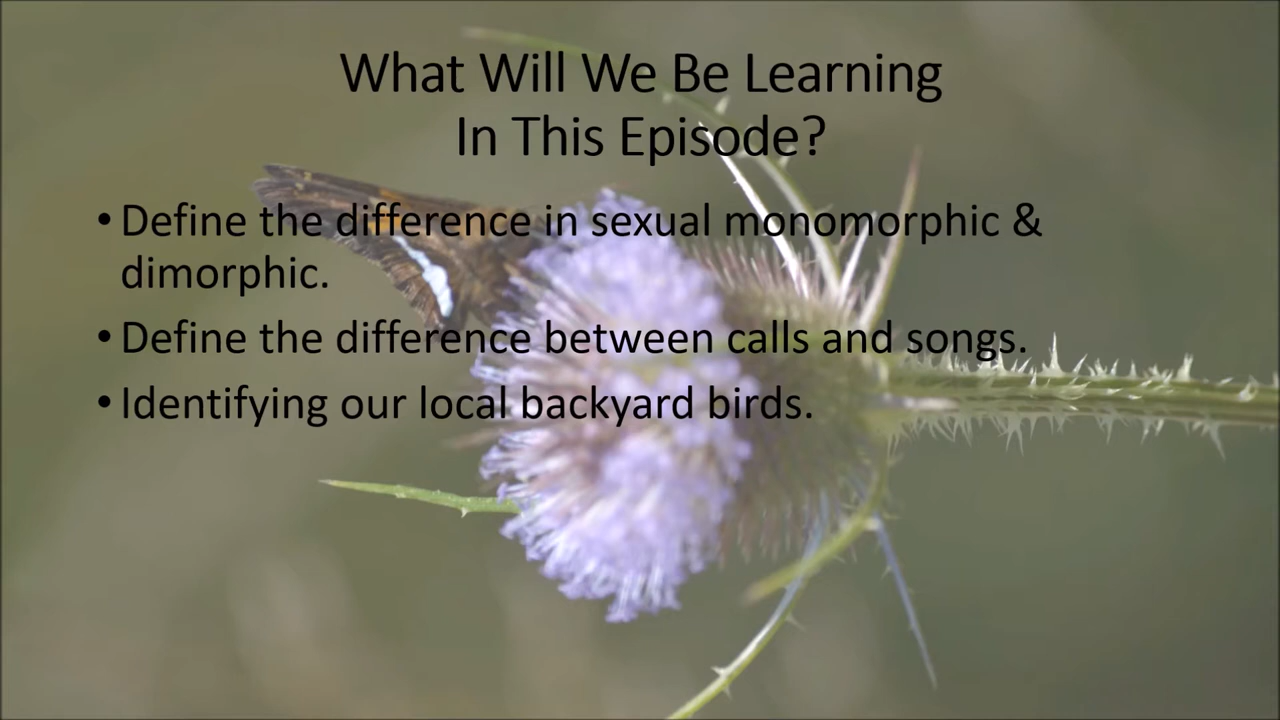 What Will We Be Learning
In This Episode?
• Define the difference in sexual monomorphic &
dimorphic.
• Define the difference between calls and songs.
• Identifying our local backyard birds.